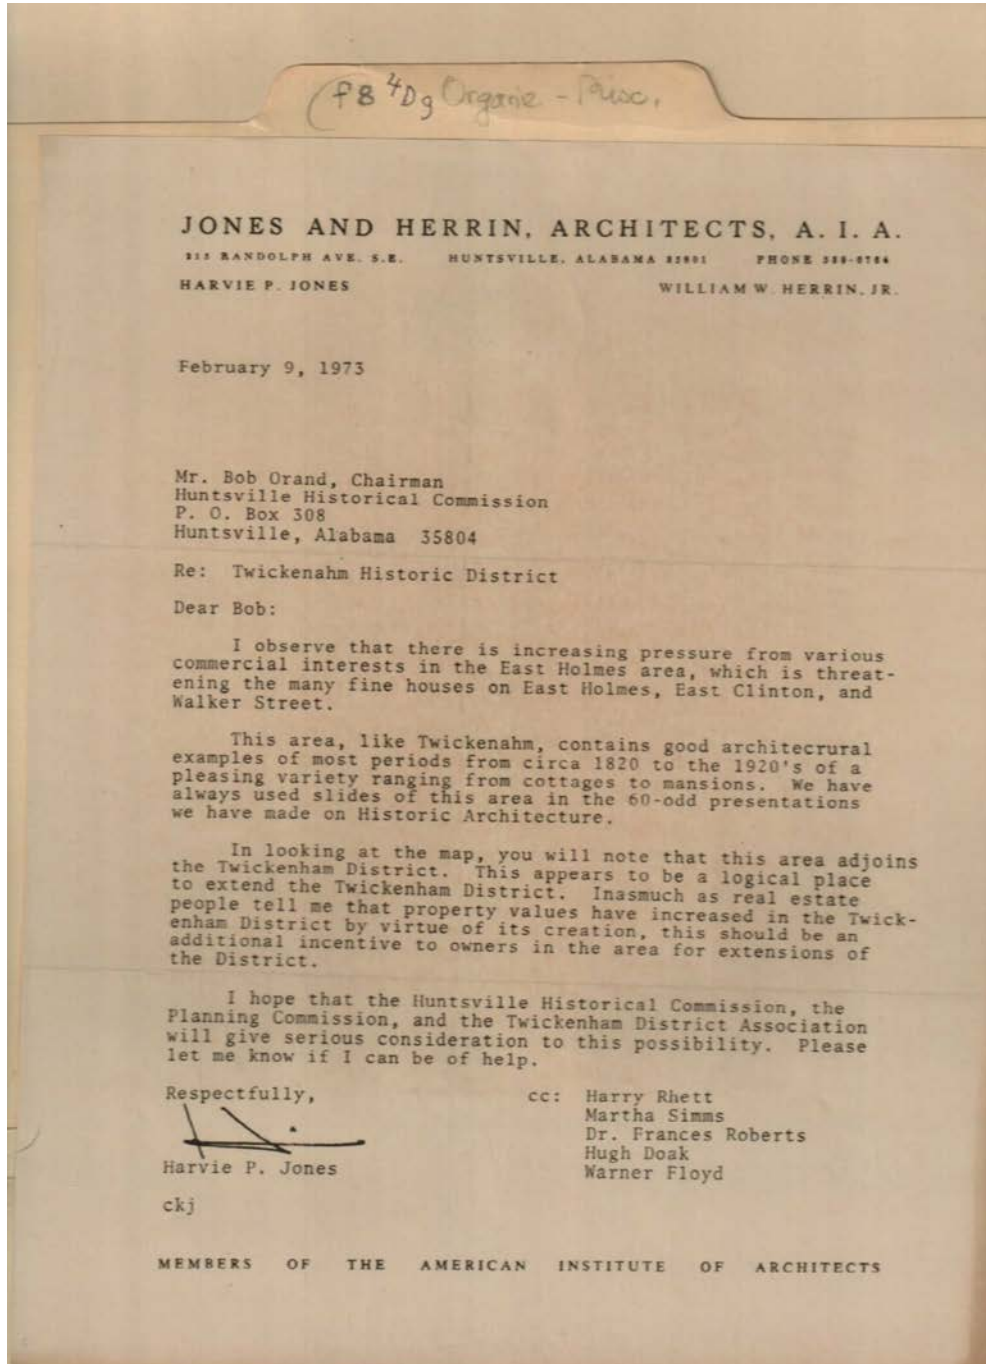 (f8 4Dg Organiz - Misc.
JONES AND HERRIN, ARCHITECTS, A. I. A.
RANDOLPH AVE. S.E. HUNTSVILLE, ALABAMA 35801 PHONE
HARVIE P. JONES WILLIAM W. HERRIN, JR.
February 9, 1973
Mr. Bob Orand, Chairman
Huntsville Historical Commission
P. O. Box 308
Huntsville, Alabama 35804
Re: Twickenahm Historic District
Dear Bob:
I observe that there is increasing pressure from various
commercial interests in the East Holmes area, which is threat-
ening the many fine houses on East Holmes, East Clinton, and
Walker Street.
This area, like Twickenahm, contains good architecrural
examples of most periods from circa 1820 to the 1920's of a
pleasing variety ranging from cottages to mansions. We have
always used slides of this area in the 60-odd presentations
we have made on Historic Architecture.
In looking at the map, you will note that this area adjoins
the Twickenham District. This appears to be a logical place
to extend the Twickenham District. Inasmuch as real estate
people tell me that property values have increased in the Twick-
enham District by virtue of its creation, this should be an
additional incentive to owners in the area for extensions of
the District.
I hope that the Huntsville Historical Commission, the
Planning Commission, and the Twickenham District Association
will give serious consideration to this possibility. Please
let me know if I can be of help.
Respectfully,
Harvie P. Jones
ckj
cc: Harry Rhett
Martha Simms
Dr. Frances Roberts
Hugh Doak
Warner Floyd
MEMBERS OF THE AMERICAN INSTITUTE OF ARCHITECTS